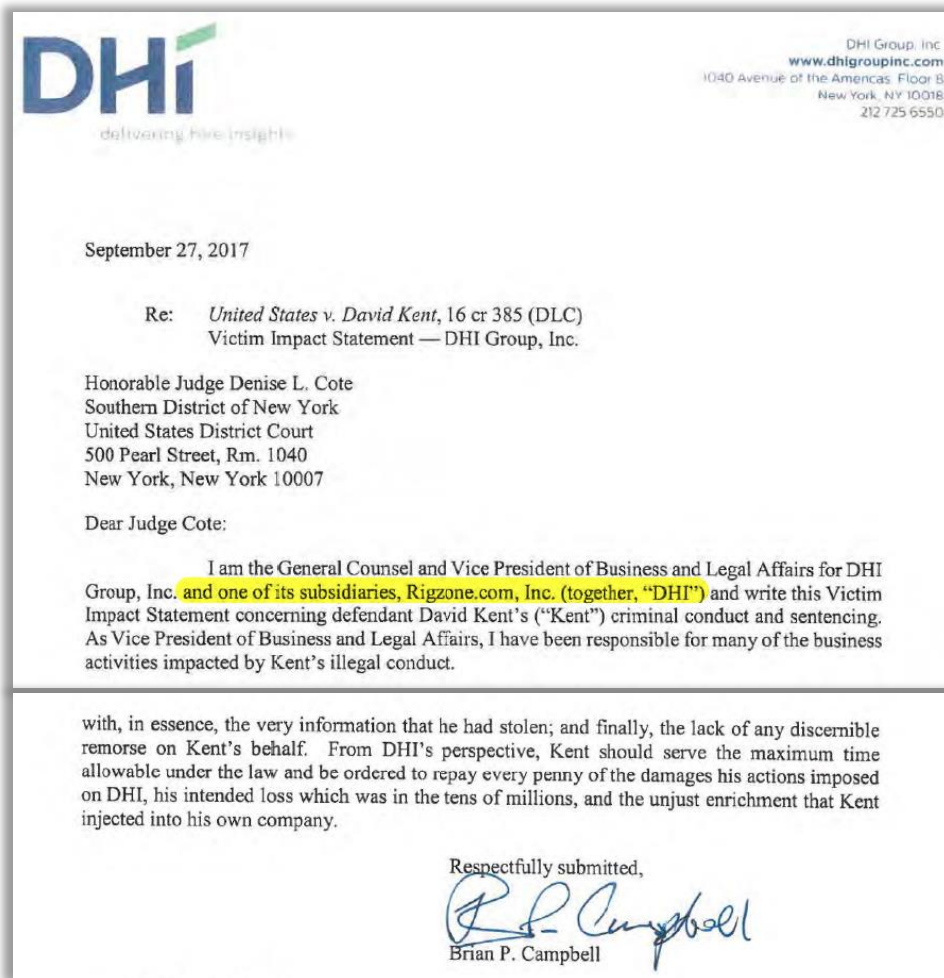 DHI
delivering hire insights
DHI Group, Inc
www.dhigroupinc.com
1040 Avenue of the Americas, Floor 8
New York, NY 10018
212 725 6550
September 27, 2017
Re: United States v. David Kent, 16 cr 385 (DLC)
Victim Impact Statement — DHI Group, Inc.
Honorable Judge Denise L. Cote
Southern District of New York
United States District Court
500 Pearl Street, Rm. 1040
New York, New York 10007
Dear Judge Cote:
I am the General Counsel and Vice President of Business and Legal Affairs for DHI
Group, Inc. and one of its subsidiaries, Rigzone.com, Inc. (together, “DHI”) and write this Victim
Impact Statement concerning defendant David Kent’s (“Kent”) criminal conduct and sentencing.
As Vice President of Business and Legal Affairs, I have been responsible for many of the business
activities impacted by Kent’s illegal conduct.
with, in essence, the very information that he had stolen; and finally, the lack of any discernible
remorse on Kent’s behalf. From DHI’s perspective, Kent should serve the maximum time
allowable under the law and be ordered to repay every penny of the damages his actions imposed
on DHI, his intended loss which was in the tens of millions, and the unjust enrichment that Kent
injected into his own company.
Respectfully submitted,
R P Campbell
Brian P. Campbell